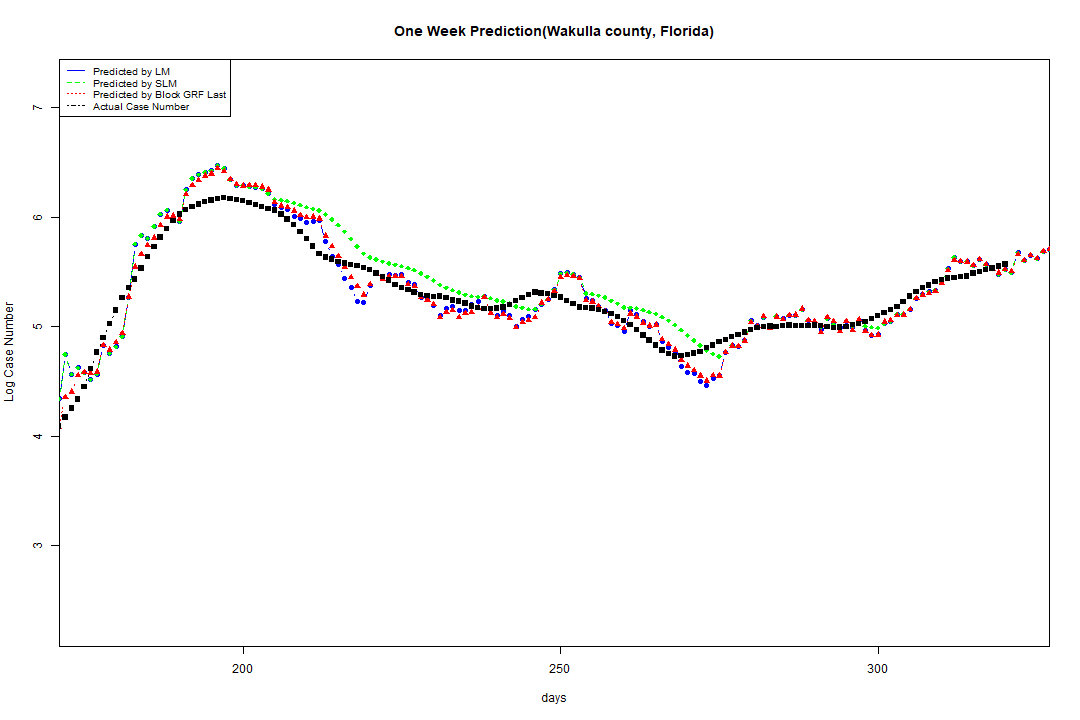 One Week Prediction(Wakulla county, Florida)
Predicted by LM
Predicted by SLM
Predicted by Block GRF Last
Actual Case Number
7
6
5
4
3
Log Case Number
200 250 300
days